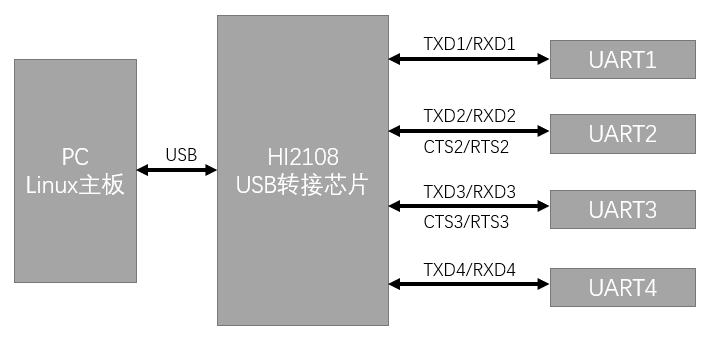 PC
Linux主板
USB
HI2108
USB转接芯片
TXD1/RXD1
UART1
TXD2/RXD2
CTS2/RTS2
UART2
TXD3/RXD3
CTS3/RTS3
UART3
TXD4/RXD4
UART4